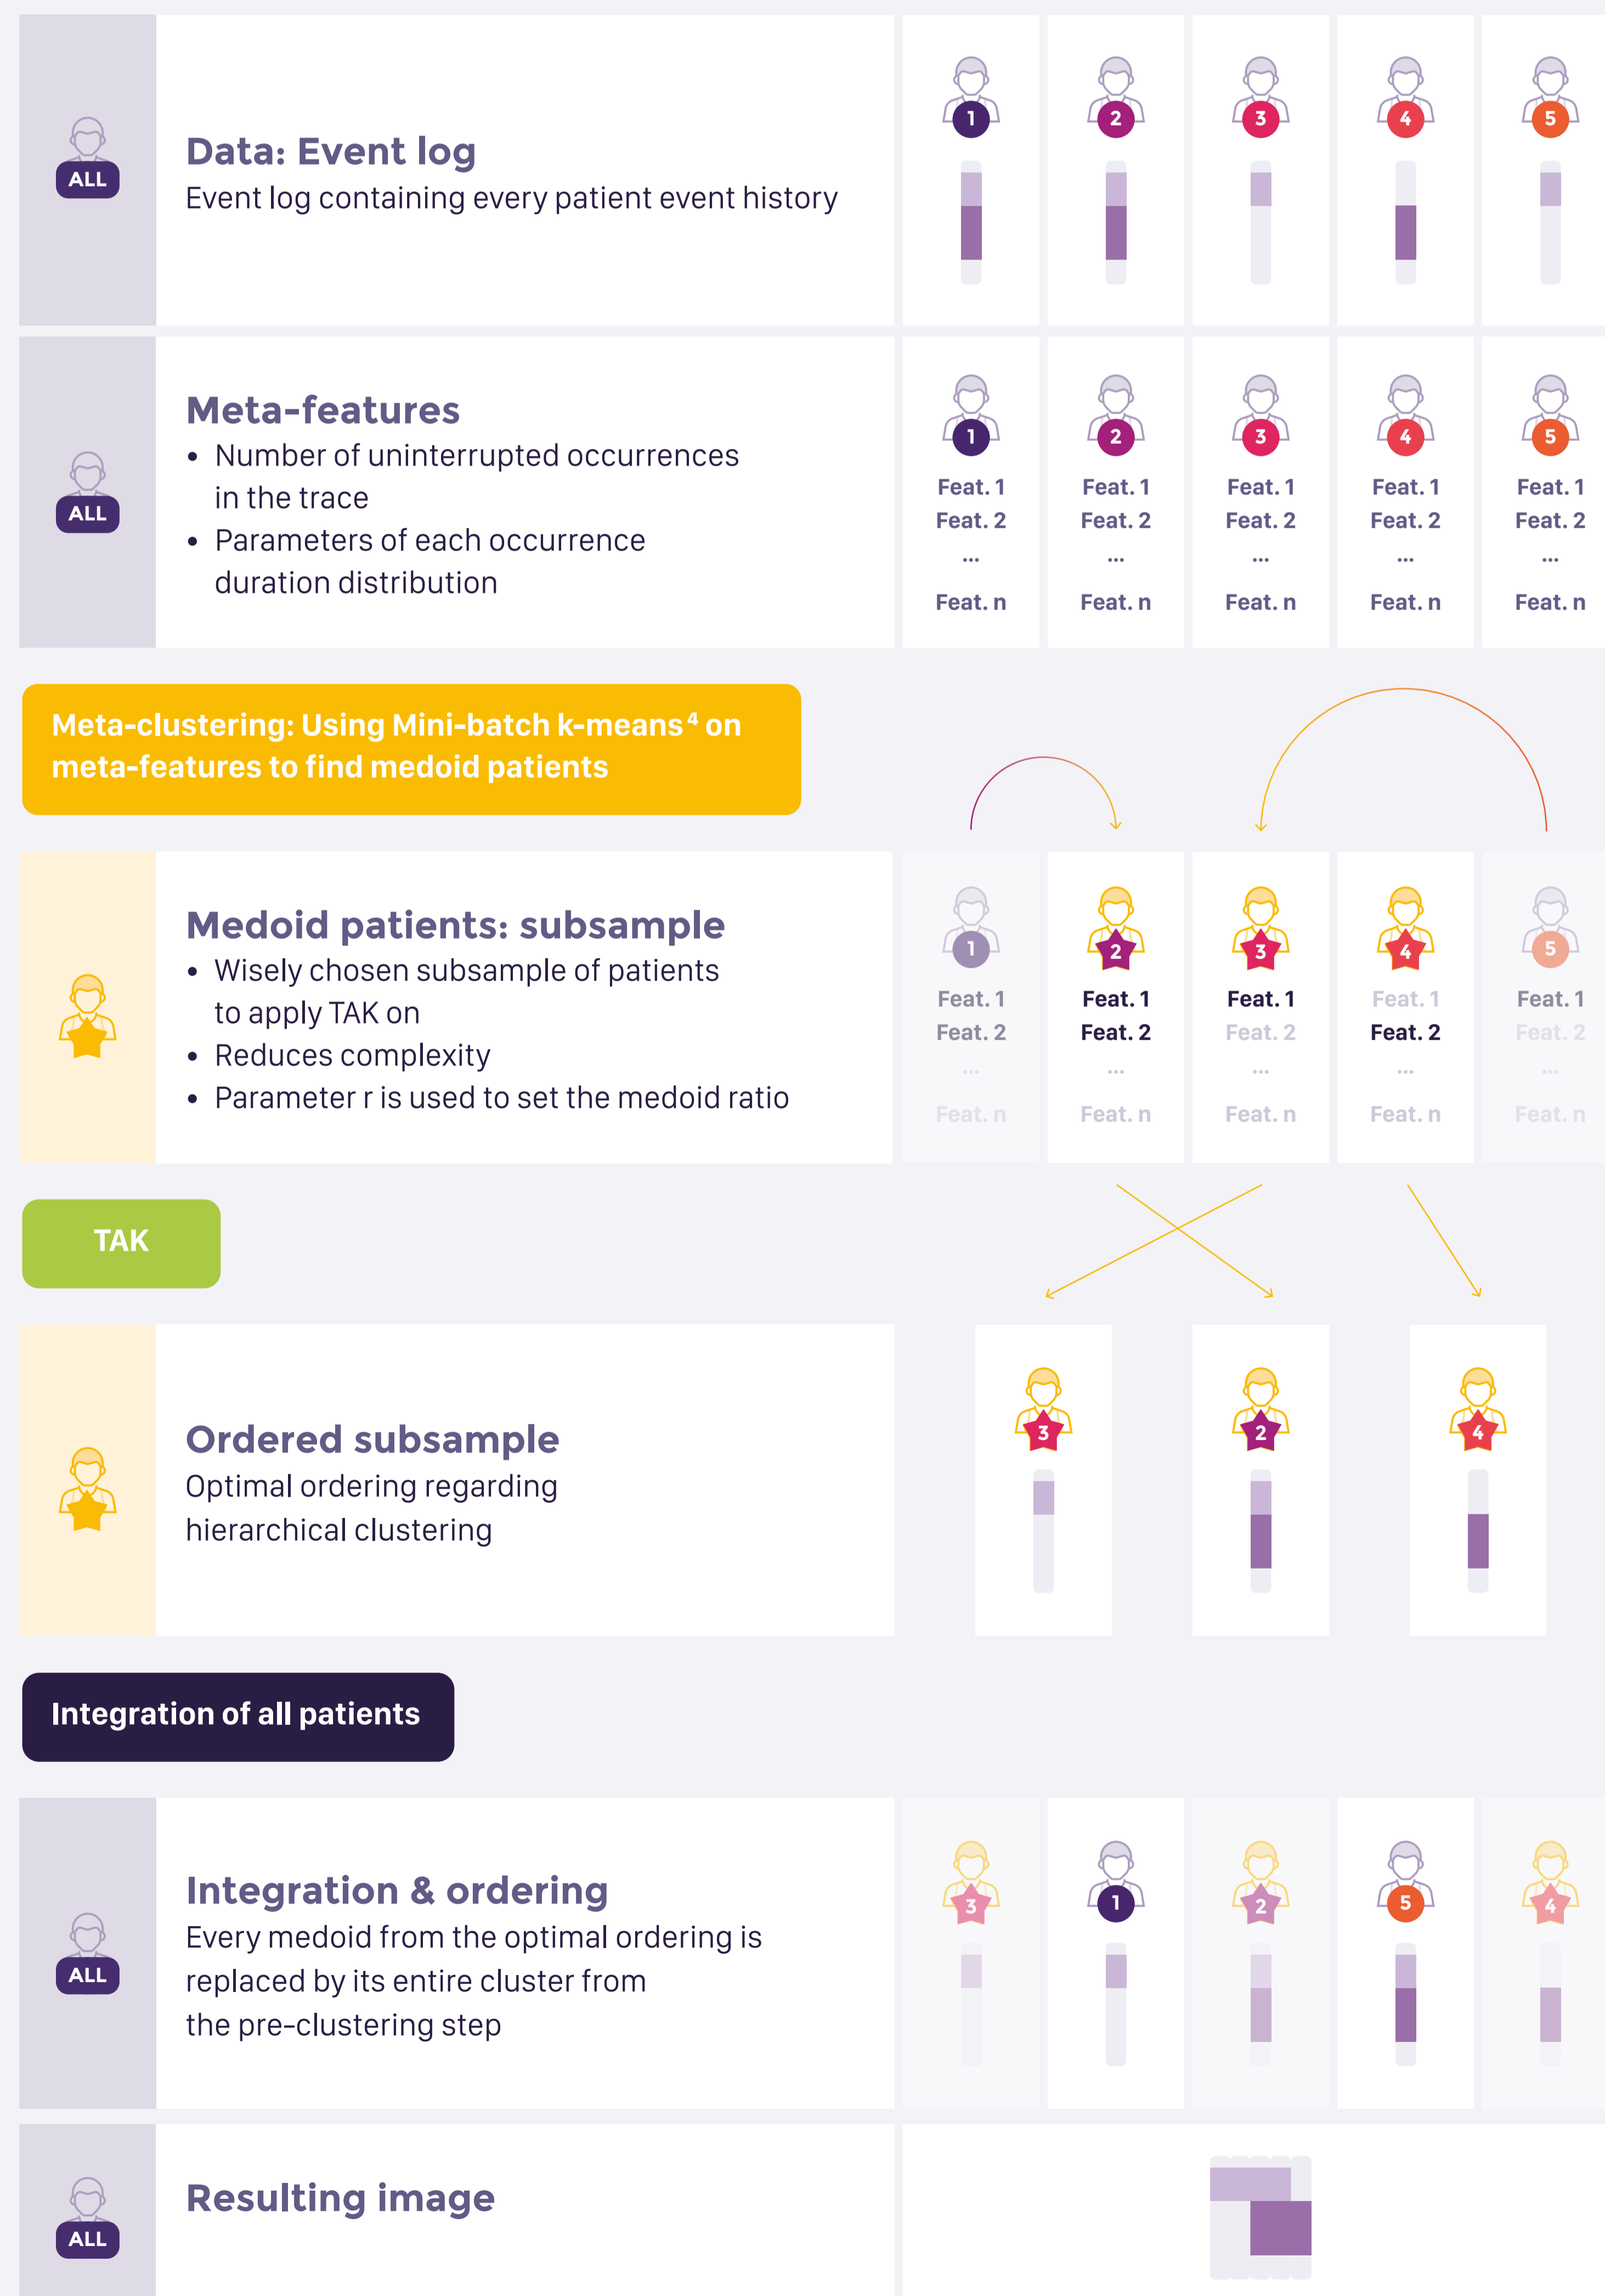 ALL
Data: Event log
Event log containing every patient event history
1 2 3 4 5
ALL
Meta-features
• Number of uninterrupted occurrences
in the trace
• Parameters of each occurrence
duration distribution
1 2 3 4 5
Feat. 1 Feat. 1 Feat. 1 Feat. 1 Feat. 1
Feat. 2 Feat. 2 Feat. 2 Feat. 2 Feat. 2
... ... ... ... ...
Feat. n Feat. n Feat. n Feat. n Feat. n
Meta-clustering: Using Mini-batch k-means⁴ on
meta-features to find medoid patients
Medoid patients: subsample
• Wisely chosen subsample of patients
to apply TAK on
• Reduces complexity
• Parameter r is used to set the medoid ratio
1 2 3 4 5
Feat. 1 Feat. 1 Feat. 1 Feat. 1 Feat. 1
Feat. 2 Feat. 2 Feat. 2 Feat. 2 Feat. 2
... ... ... ... ...
Feat. n Feat. n Feat. n Feat. n Feat. n
TAK
Ordered subsample
Optimal ordering regarding
hierarchical clustering
3 2 4
Integration of all patients
ALL
Integration & ordering
Every medoid from the optimal ordering is
replaced by its entire cluster from
the pre-clustering step
3 1 2 5 4
ALL
Resulting image